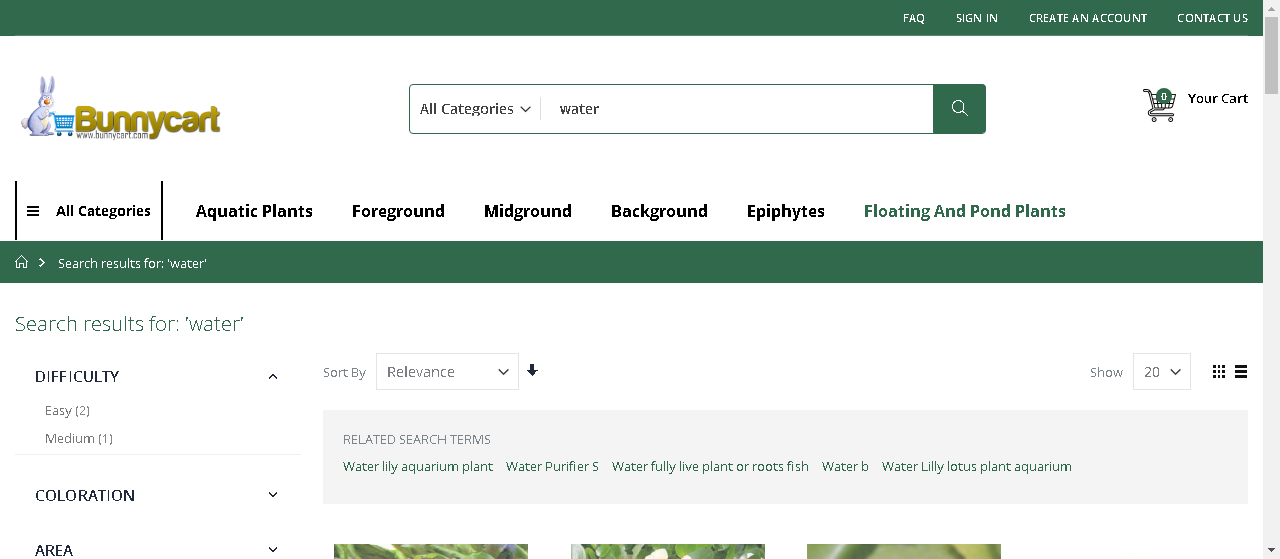 FAQ SIGN IN CREATE AN ACCOUNT CONTACT US
Bunnycart
www.bunnycart.com
All Categories water
0 Your Cart
All Categories Aquatic Plants Foreground Midground Background Epiphytes Floating And Pond Plants
Search results for: 'water'
Search results for: 'water'
DIFFICULTY
Easy (2)
Medium (1)
COLORATION
AREA
Sort By Relevance Show 20
RELATED SEARCH TERMS
Water lily aquarium plant Water Purifier S Water fully live plant or roots fish Water b Water Lilly lotus plant aquarium